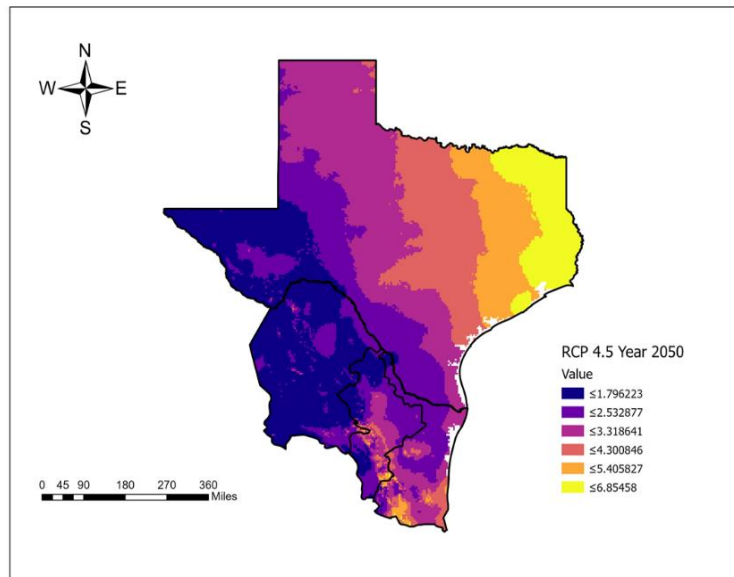 N
W E
S
RCP 4.5 Year 2050
Value
≤1.796223
≤2.532877
≤3.318641
≤4.300846
≤5.405827
≤6.85458
0 45 90 180 270 360
Miles